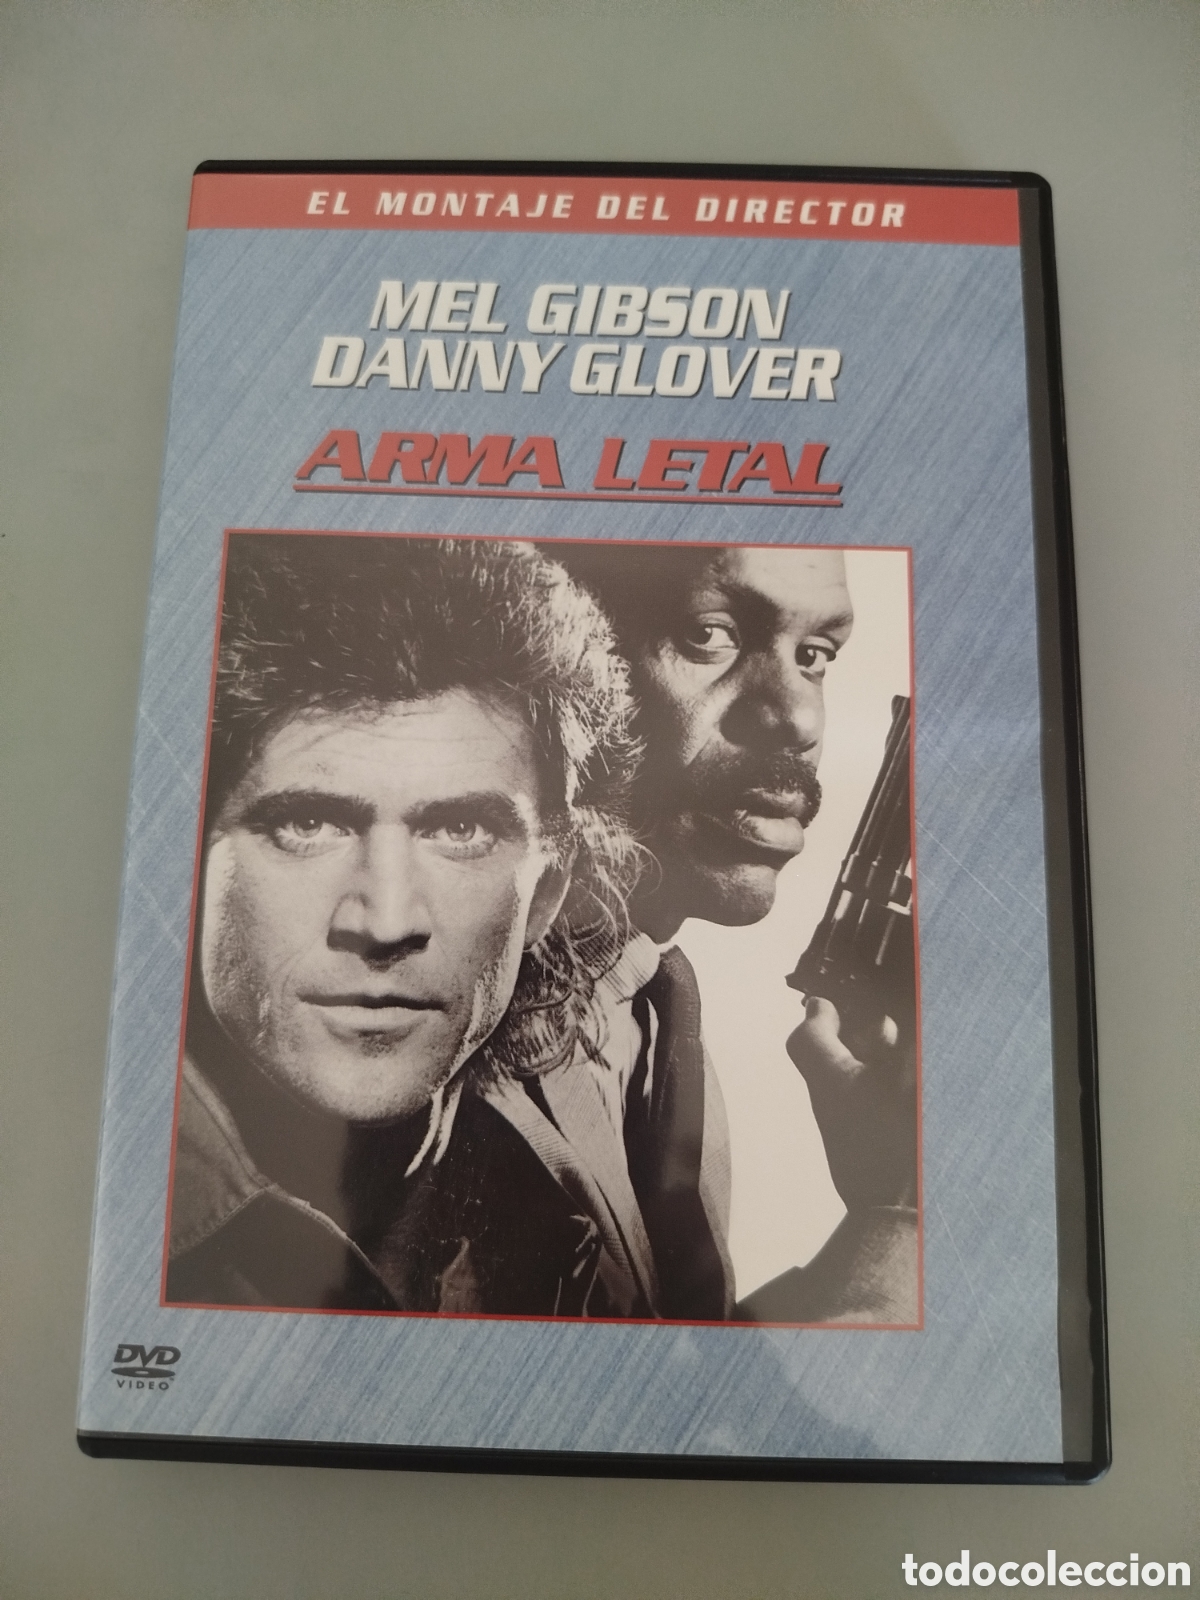 EL MONTAJE DEL DIRECTOR
MEL GIBSON
DANNY GLOVER
ARMA LETAL
DVD
VIDEO
todocoleccion